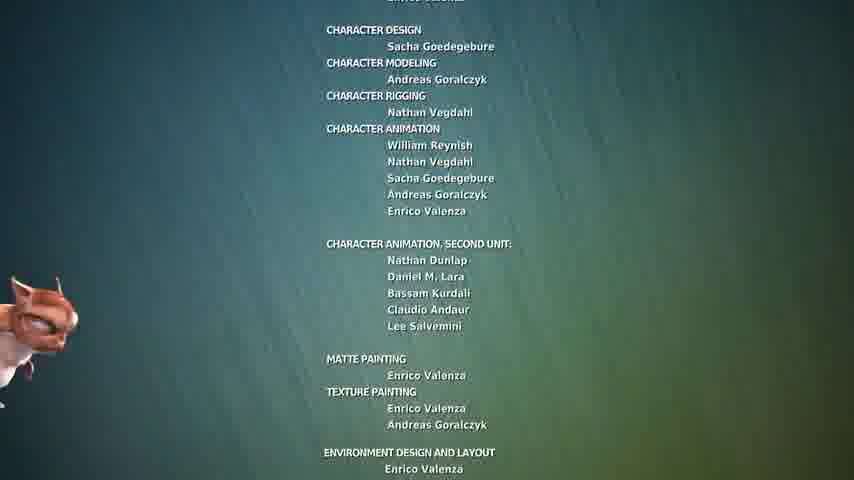 CHARACTER DESIGN
Sacha Goedegebure
CHARACTER MODELING
Andreas Goralczyk
CHARACTER RIGGING
Nathan Vegdahl
CHARACTER ANIMATION
William Reynish
Nathan Vegdahl
Sacha Goedegebure
Andreas Goralczyk
Enrico Valenza
CHARACTER ANIMATION, SECOND UNIT:
Nathan Dunlap
Daniel M. Lara
Bassam Kurdali
Claudio Andaur
Lee Salvemini
MATTE PAINTING
Enrico Valenza
TEXTURE PAINTING
Enrico Valenza
Andreas Goralczyk
ENVIRONMENT DESIGN AND LAYOUT
Enrico Valenza